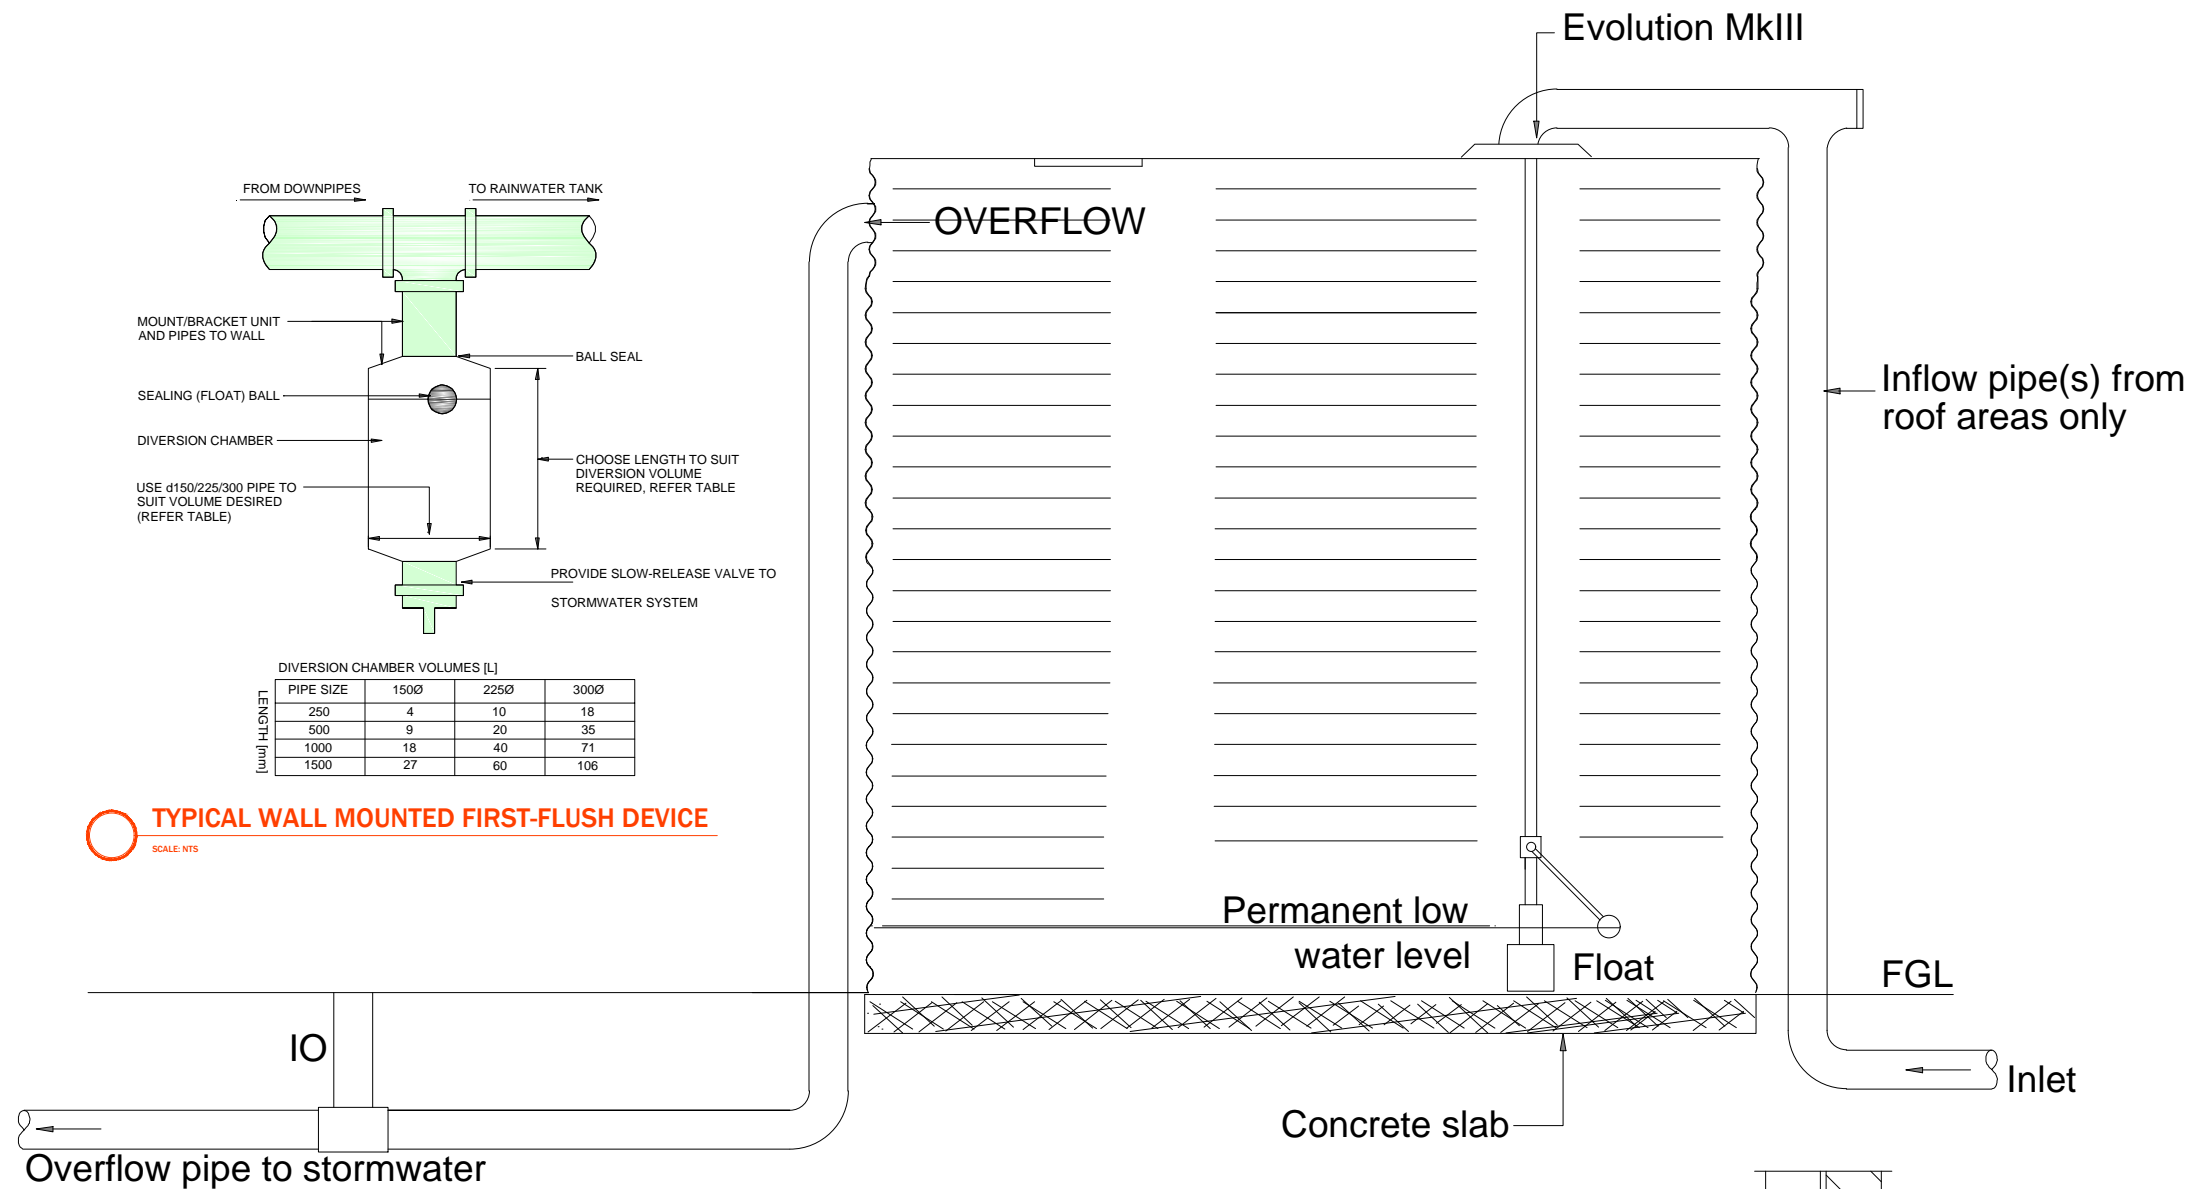 Evolution MkIII
FROM DOWNPIPES
TO RAINWATER TANK
OVERFLOW
MOUNT/BRACKET UNIT
AND PIPES TO WALL
BALL SEAL
SEALING (FLOAT) BALL
DIVERSION CHAMBER
CHOOSE LENGTH TO SUIT
DIVERSION VOLUME
REQUIRED, REFER TABLE
USE d150/225/300 PIPE TO
SUIT VOLUME DESIRED
(REFER TABLE)
PROVIDE SLOW-RELEASE VALVE TO
STORMWATER SYSTEM
Inflow pipe(s) from
roof areas only
DIVERSION CHAMBER VOLUMES [L]
LENGTH [mm]
PIPE SIZE 150Ø 225Ø 300Ø
250 4 10 18
500 9 20 35
1000 18 40 71
1500 27 60 106
TYPICAL WALL MOUNTED FIRST-FLUSH DEVICE
SCALE: NTS
Permanent low
water level
Float
FGL
IO
Inlet
Concrete slab
Overflow pipe to stormwater